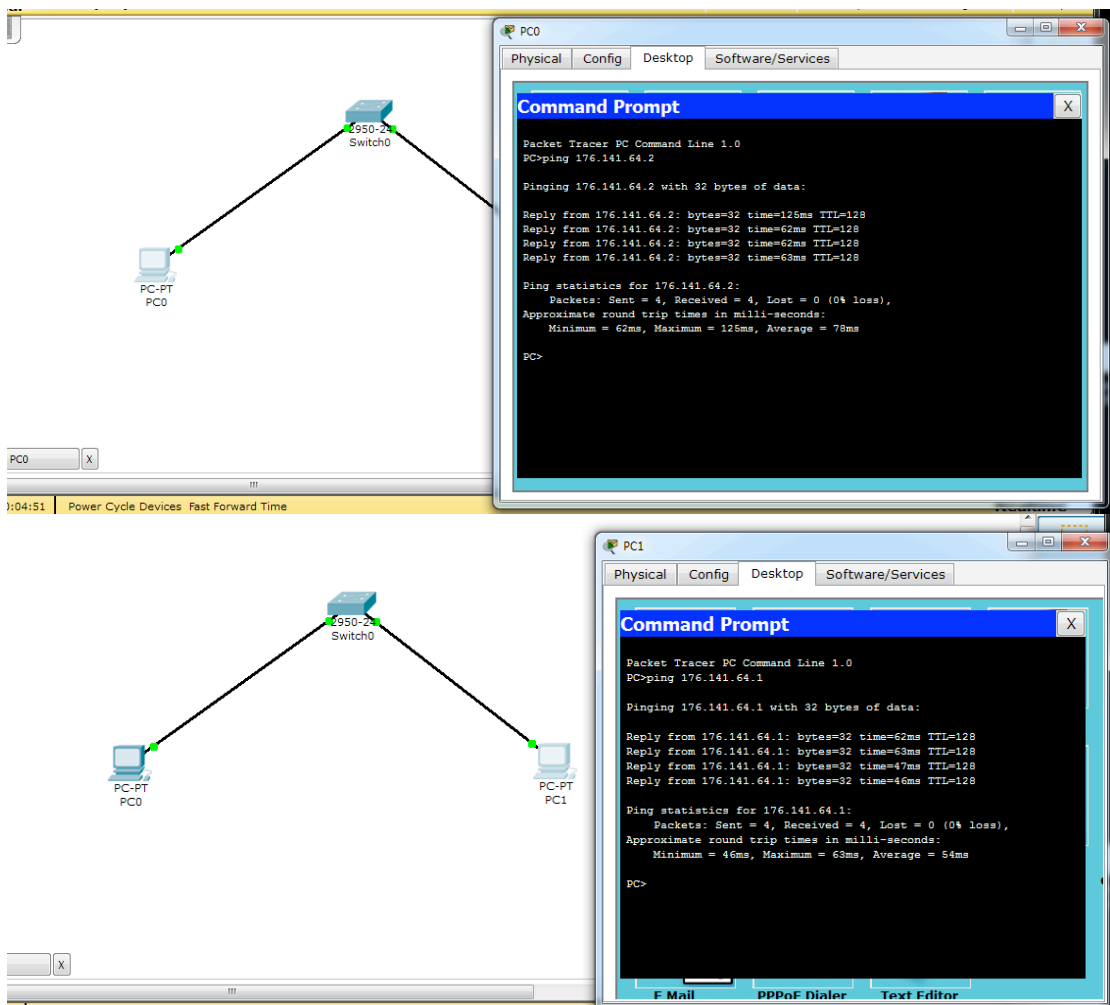 PC0
Physical Config Desktop Software/Services
Command Prompt
X
Packet Tracer PC Command Line 1.0
PC>ping 176.141.64.2
Pinging 176.141.64.2 with 32 bytes of data:
Reply from 176.141.64.2: bytes=32 time=125ms TTL=128
Reply from 176.141.64.2: bytes=32 time=62ms TTL=128
Reply from 176.141.64.2: bytes=32 time=62ms TTL=128
Reply from 176.141.64.2: bytes=32 time=63ms TTL=128
Ping statistics for 176.141.64.2:
Packets: Sent = 4, Received = 4, Lost = 0 (0% loss),
Approximate round trip times in milli-seconds:
Minimum = 62ms, Maximum = 125ms, Average = 78ms
PC>
2950-24
Switch0
PC-PT
PC0
PC0
X
:04:51 Power Cycle Devices Fast Forward Time
Realtime
PC1
Physical Config Desktop Software/Services
Command Prompt
X
Packet Tracer PC Command Line 1.0
PC>ping 176.141.64.1
Pinging 176.141.64.1 with 32 bytes of data:
Reply from 176.141.64.1: bytes=32 time=62ms TTL=128
Reply from 176.141.64.1: bytes=32 time=63ms TTL=128
Reply from 176.141.64.1: bytes=32 time=47ms TTL=128
Reply from 176.141.64.1: bytes=32 time=46ms TTL=128
Ping statistics for 176.141.64.1:
Packets: Sent = 4, Received = 4, Lost = 0 (0% loss),
Approximate round trip times in milli-seconds:
Minimum = 46ms, Maximum = 63ms, Average = 54ms
PC>
2950-24
Switch0
PC-PT
PC0
PC-PT
PC1
X
E Mail PPPoE Dialer Text Editor